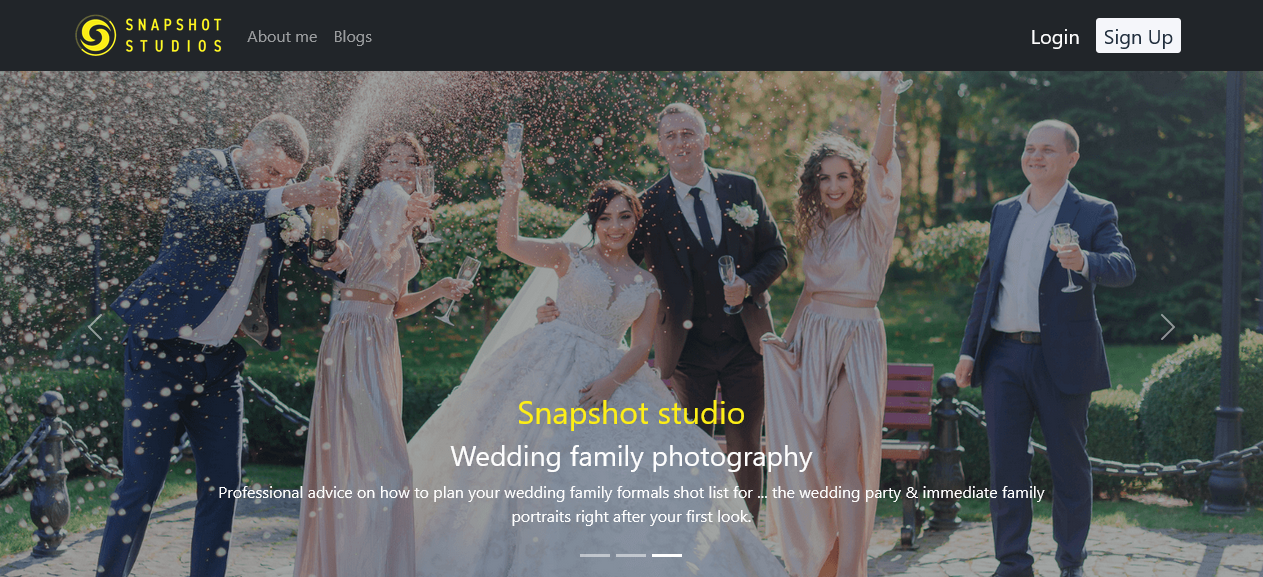 SNAPSHOT
STUDIOS
About me
Blogs
Login
Sign Up
Snapshot studio
Wedding family photography
Professional advice on how to plan your wedding family formals shot list for ... the wedding party & immediate family
portraits right after your first look.